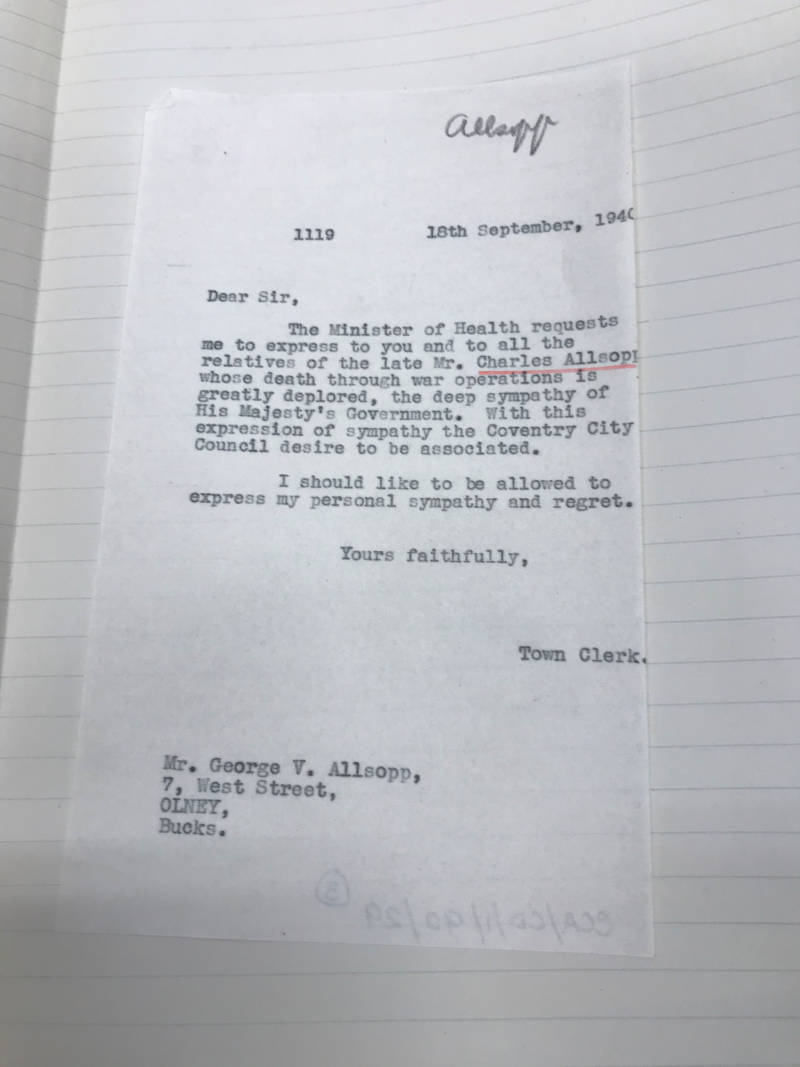 Allsopp
1119 18th September, 1940
Dear Sir,
The Minister of Health requests
me to express to you and to all the
relatives of the late Mr. Charles Allsopp
whose death through war operations is
greatly deplored, the deep sympathy of
His Majesty's Government. With this
expression of sympathy the Coventry City
Council desire to be associated.
I should like to be allowed to
express my personal sympathy and regret.
Yours faithfully,
Town Clerk.
Mr. George V. Allsopp,
7, West Street,
OLNEY,
Bucks.